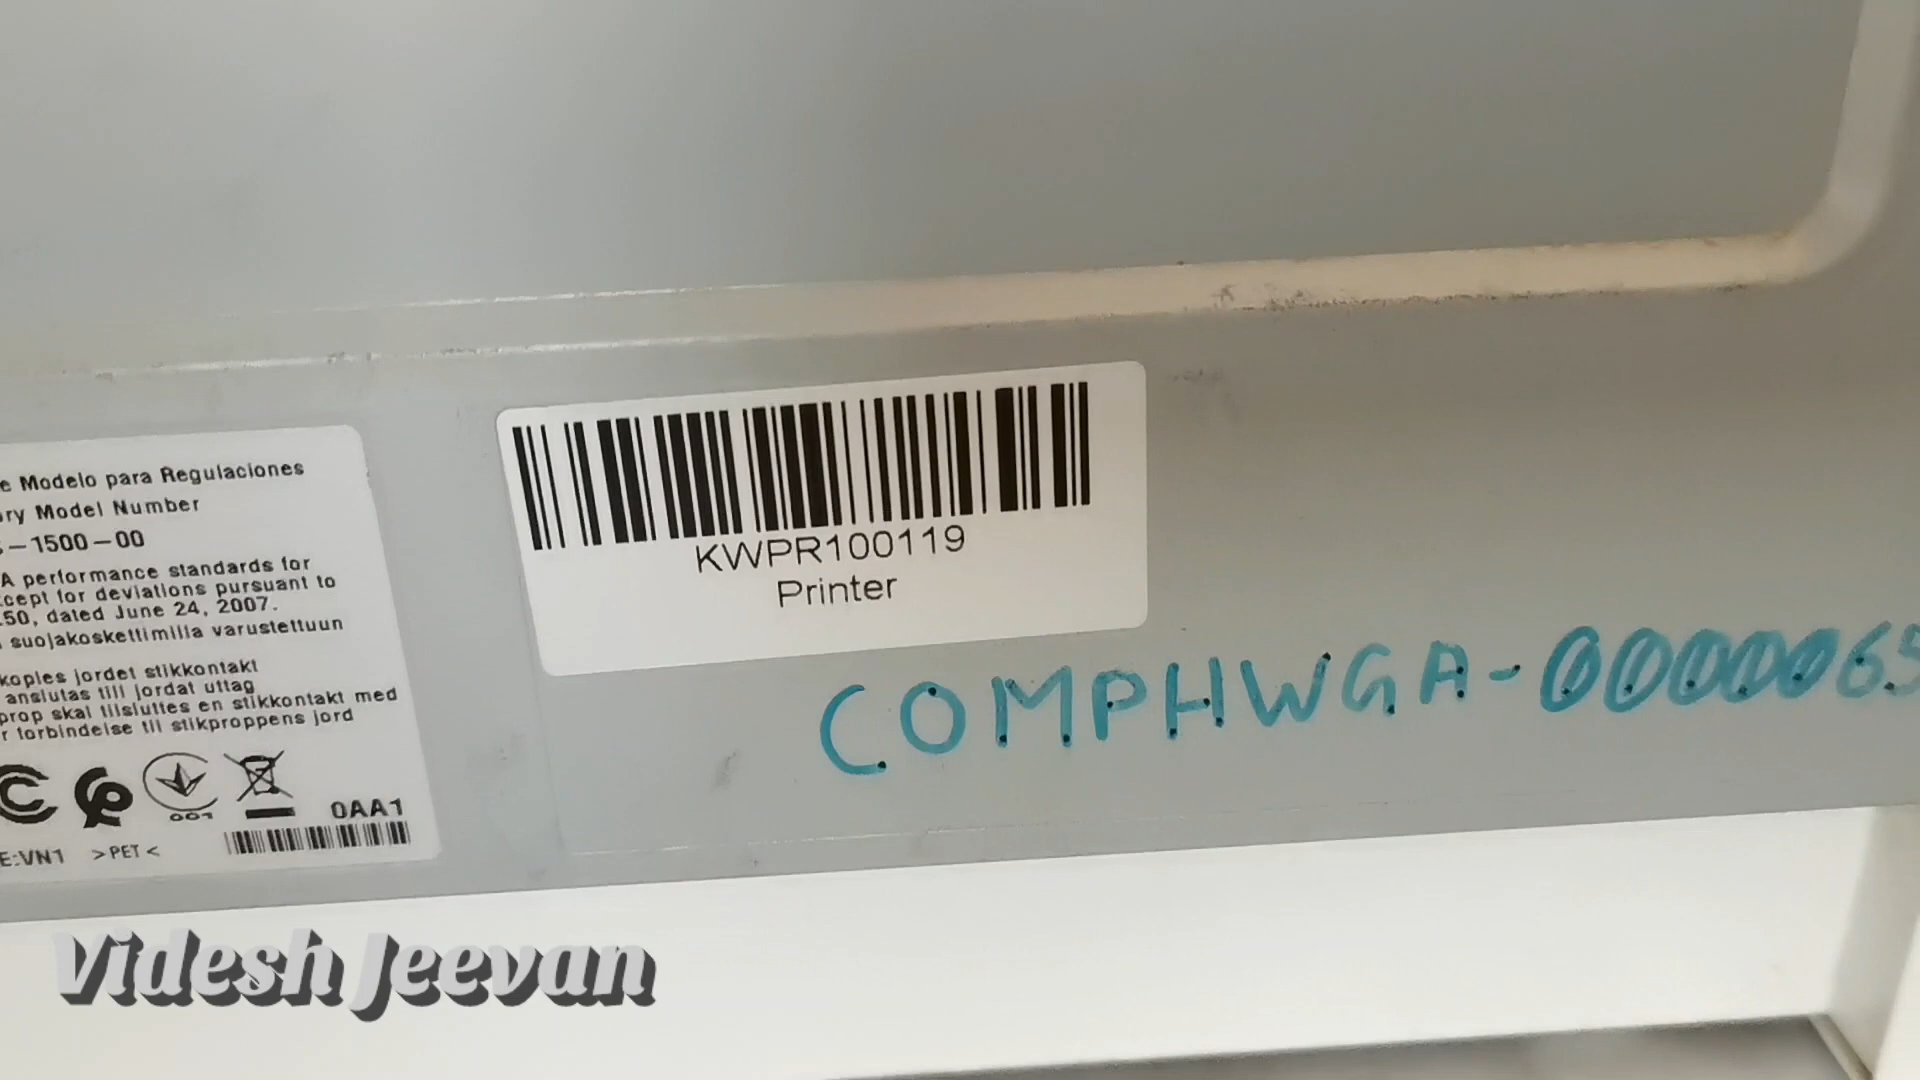 e Modelo para Regulaciones
ory Model Number
-1500-00
A performance standards for
cept for deviations pursuant to
50, dated June 24, 2007.
suojakoskettimilla varustettuun
koples jordet stikkontakt
anslutas till jordat uttag
prop skal tilsluttes en stikkontakt med
r forbindelse til stikproppens jord
001
0AA1
E:VN1 >PET<
KWPR100119
Printer
COMPHWGA-0000065
Videsh Jeevan